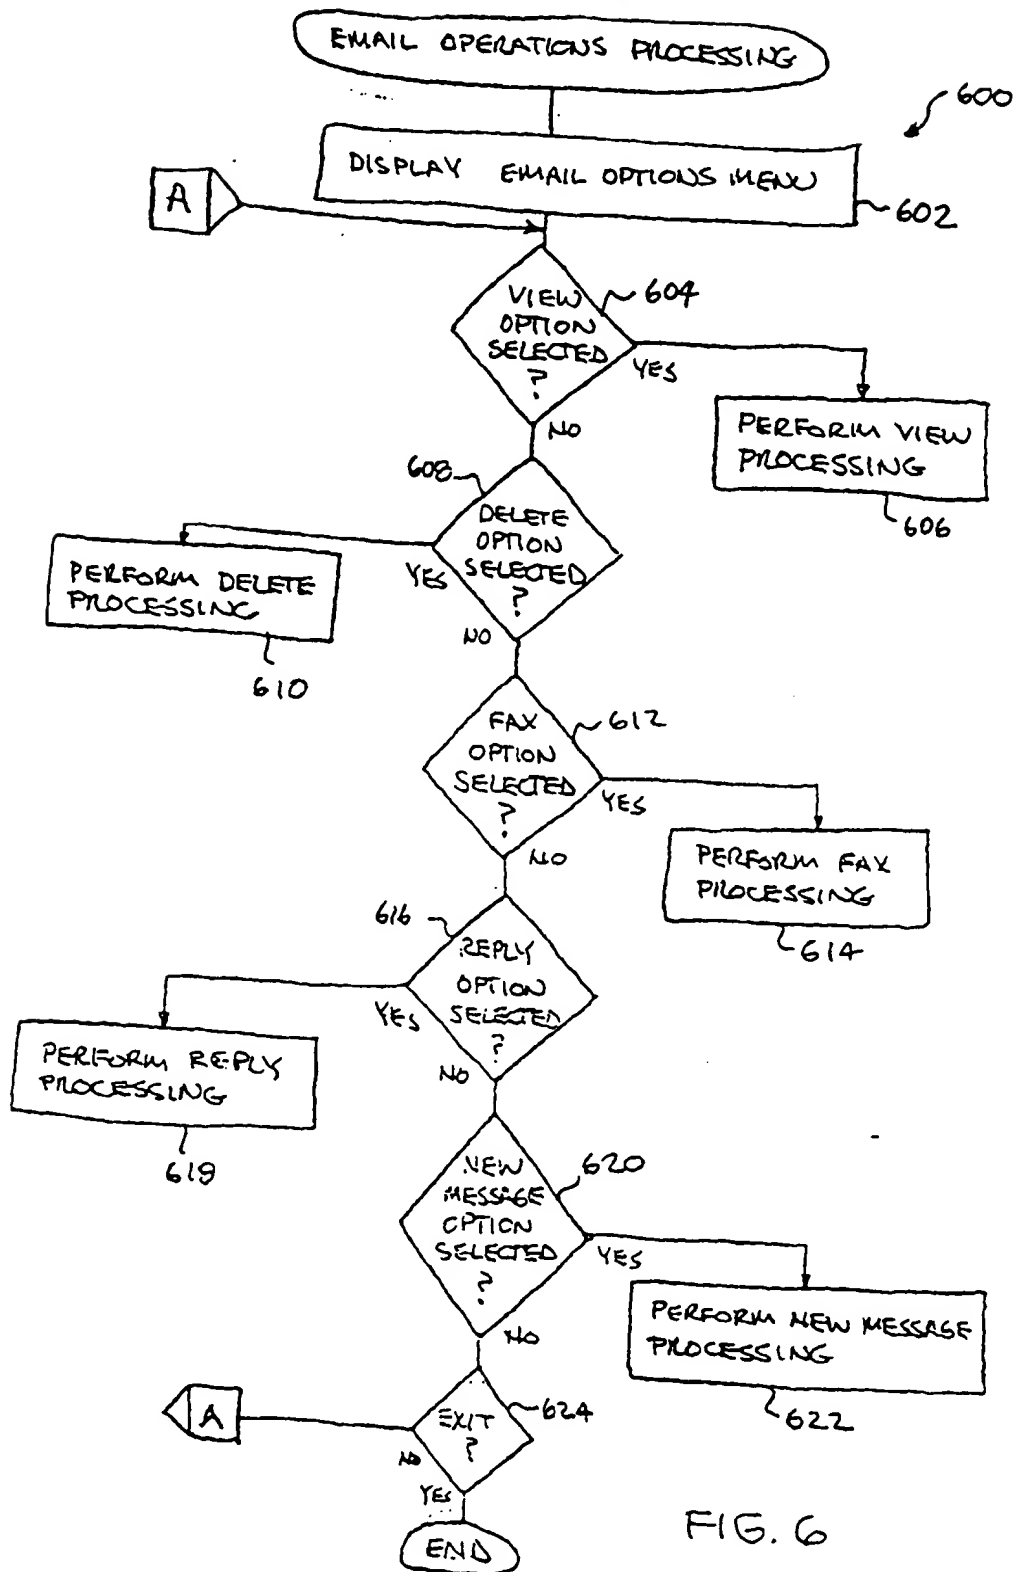 EMAIL OPERATIONS PROCESSING
600
DISPLAY EMAIL OPTIONS MENU
602
A
VIEW
OPTION
SELECTED
?
604
YES
NO
PERFORM VIEW
PROCESSING
606
608
DELETE
OPTION
SELECTED
?
YES
NO
PERFORM DELETE
PROCESSING
610
FAX
OPTION
SELECTED
?
612
YES
NO
PERFORM FAX
PROCESSING
614
616
REPLY
OPTION
SELECTED
?
YES
NO
PERFORM REPLY
PROCESSING
618
NEW
MESSAGE
OPTION
SELECTED
?
620
YES
NO
PERFORM NEW MESSAGE
PROCESSING
622
EXIT
?
624
NO
A
YES
END
FIG. 6